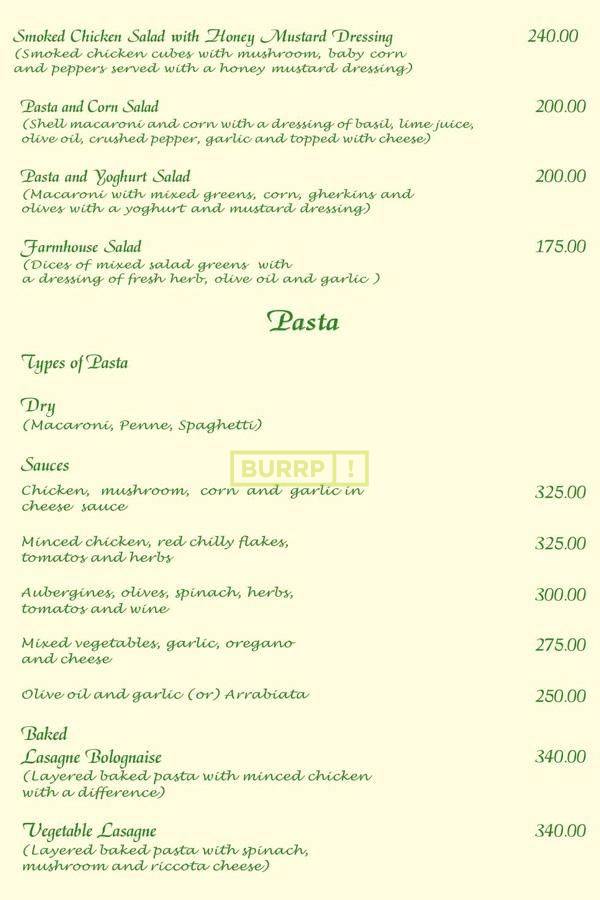 Smoked Chicken Salad with Honey Mustard Dressing 240.00
(Smoked chicken cubes with mushroom, baby corn
and peppers served with a honey mustard dressing)
Pasta and Corn Salad 200.00
(Shell macaroni and corn with a dressing of basil, lime juice,
olive oil, crushed pepper, garlic and topped with cheese)
Pasta and Yoghurt Salad 200.00
(Macaroni with mixed greens, corn, gherkins and
olives with a yoghurt and mustard dressing)
Farmhouse Salad 175.00
(Dices of mixed salad greens with
a dressing of fresh herb, olive oil and garlic )
Pasta
Types of Pasta
Dry
(Macaroni, Penne, Spaghetti)
Sauces
BURRP !
Chicken, mushroom, corn and garlic in 325.00
cheese sauce
Minced chicken, red chilly flakes, 325.00
tomatos and herbs
Aubergines, olives, spinach, herbs, 300.00
tomatos and wine
Mixed vegetables, garlic, oregano 275.00
and cheese
Olive oil and garlic (or) Arrabiata 250.00
Baked
Lasagne Bolognaise 340.00
(Layered baked pasta with minced chicken
with a difference)
Vegetable Lasagne 340.00
(Layered baked pasta with spinach,
mushroom and riccota cheese)